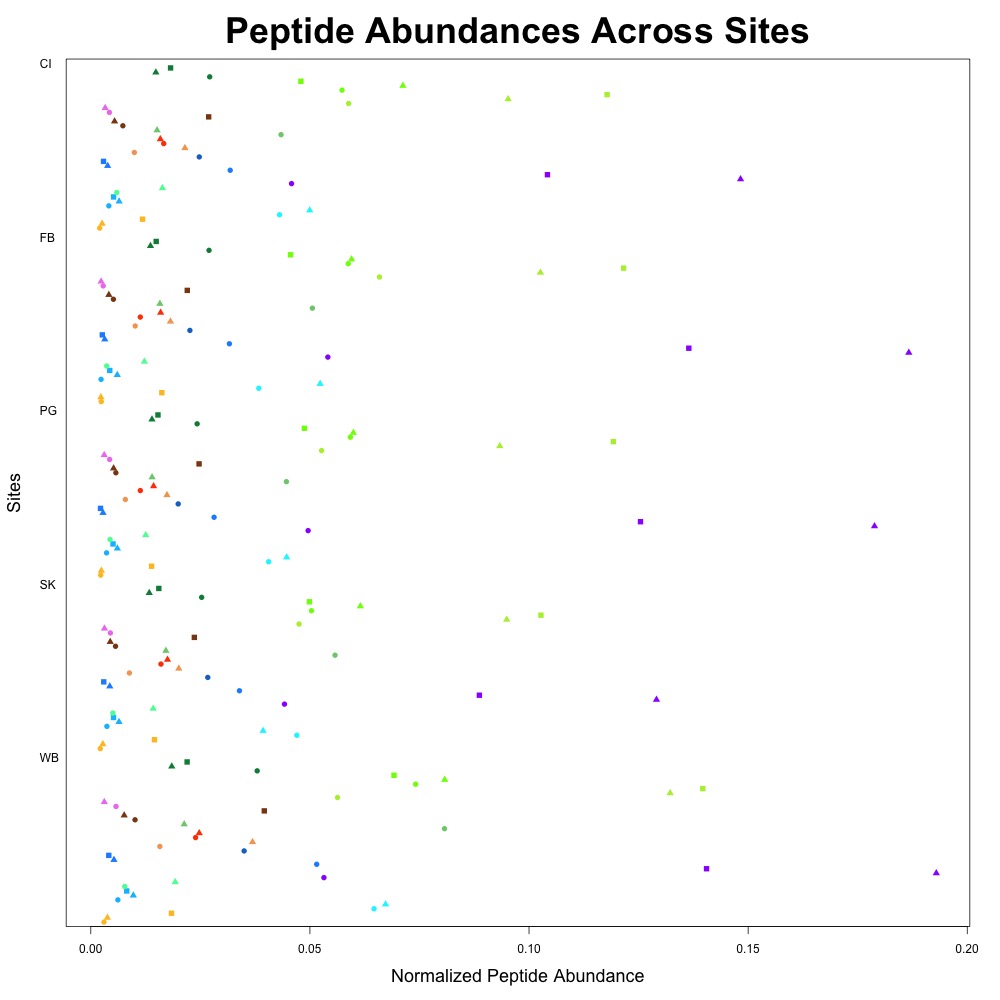 Peptide Abundances Across Sites
CI
FB
PG
SK
WB
Sites
0.00 0.05 0.10 0.15 0.20
Normalized Peptide Abundance